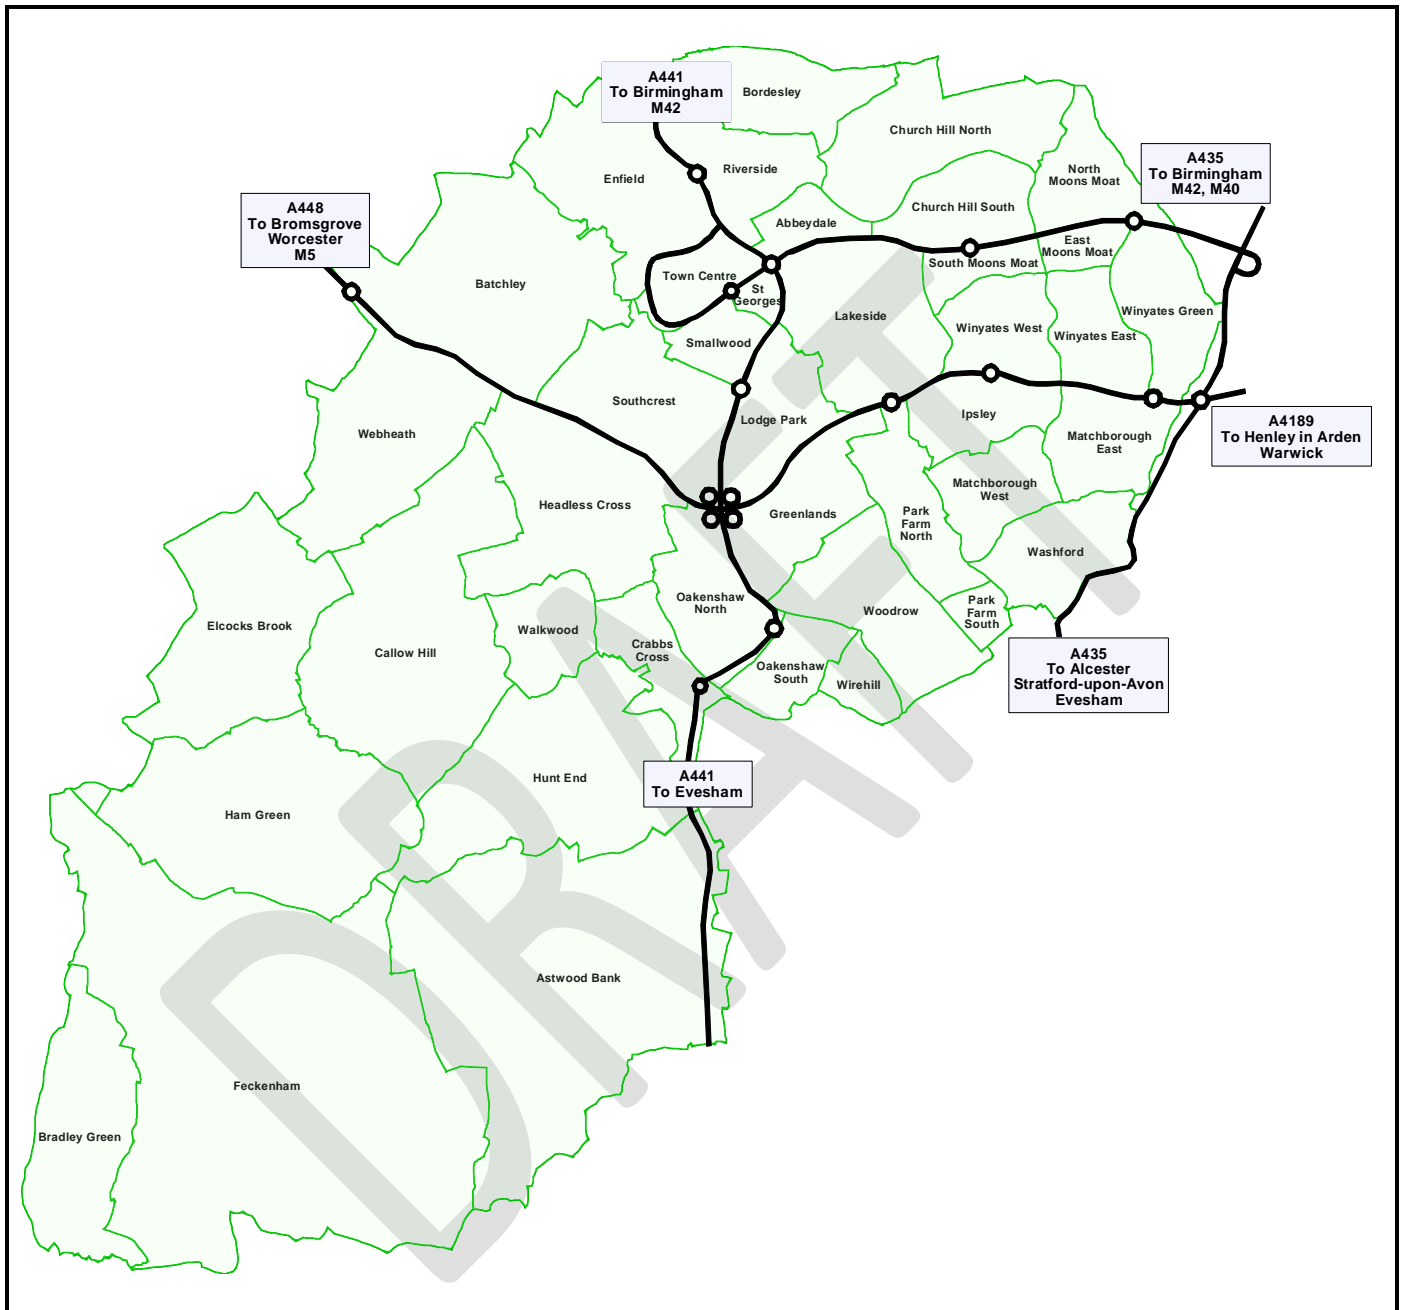 A441
To Birmingham
M42
Bordesley
Church Hill North
A435
To Birmingham
M42, M40
Riverside
Enfield
North
Moons Moat
A448
To Bromsgrove
Worcester
M5
Church Hill South
Abbeydale
East
Moons Moat
South Moons Moat
Town Centre
Batchley
St
Georges
Winyates Green
Lakeside
Winyates West
Winyates East
Smallwood
Southcrest
Ipsley
Lodge Park
A4189
To Henley in Arden
Warwick
Webheath
Matchborough
East
Matchborough
West
Headless Cross
Greenlands
Park
Farm
North
Washford
Oakenshaw
North
Park
Farm
South
Woodrow
Elcocks Brook
Walkwood
Crabbs
Cross
Callow Hill
A435
To Alcester
Stratford-upon-Avon
Evesham
Oakenshaw
South
Wirehill
Hunt End
A441
To Evesham
Ham Green
Astwood Bank
Feckenham
Bradley Green
DRAFT